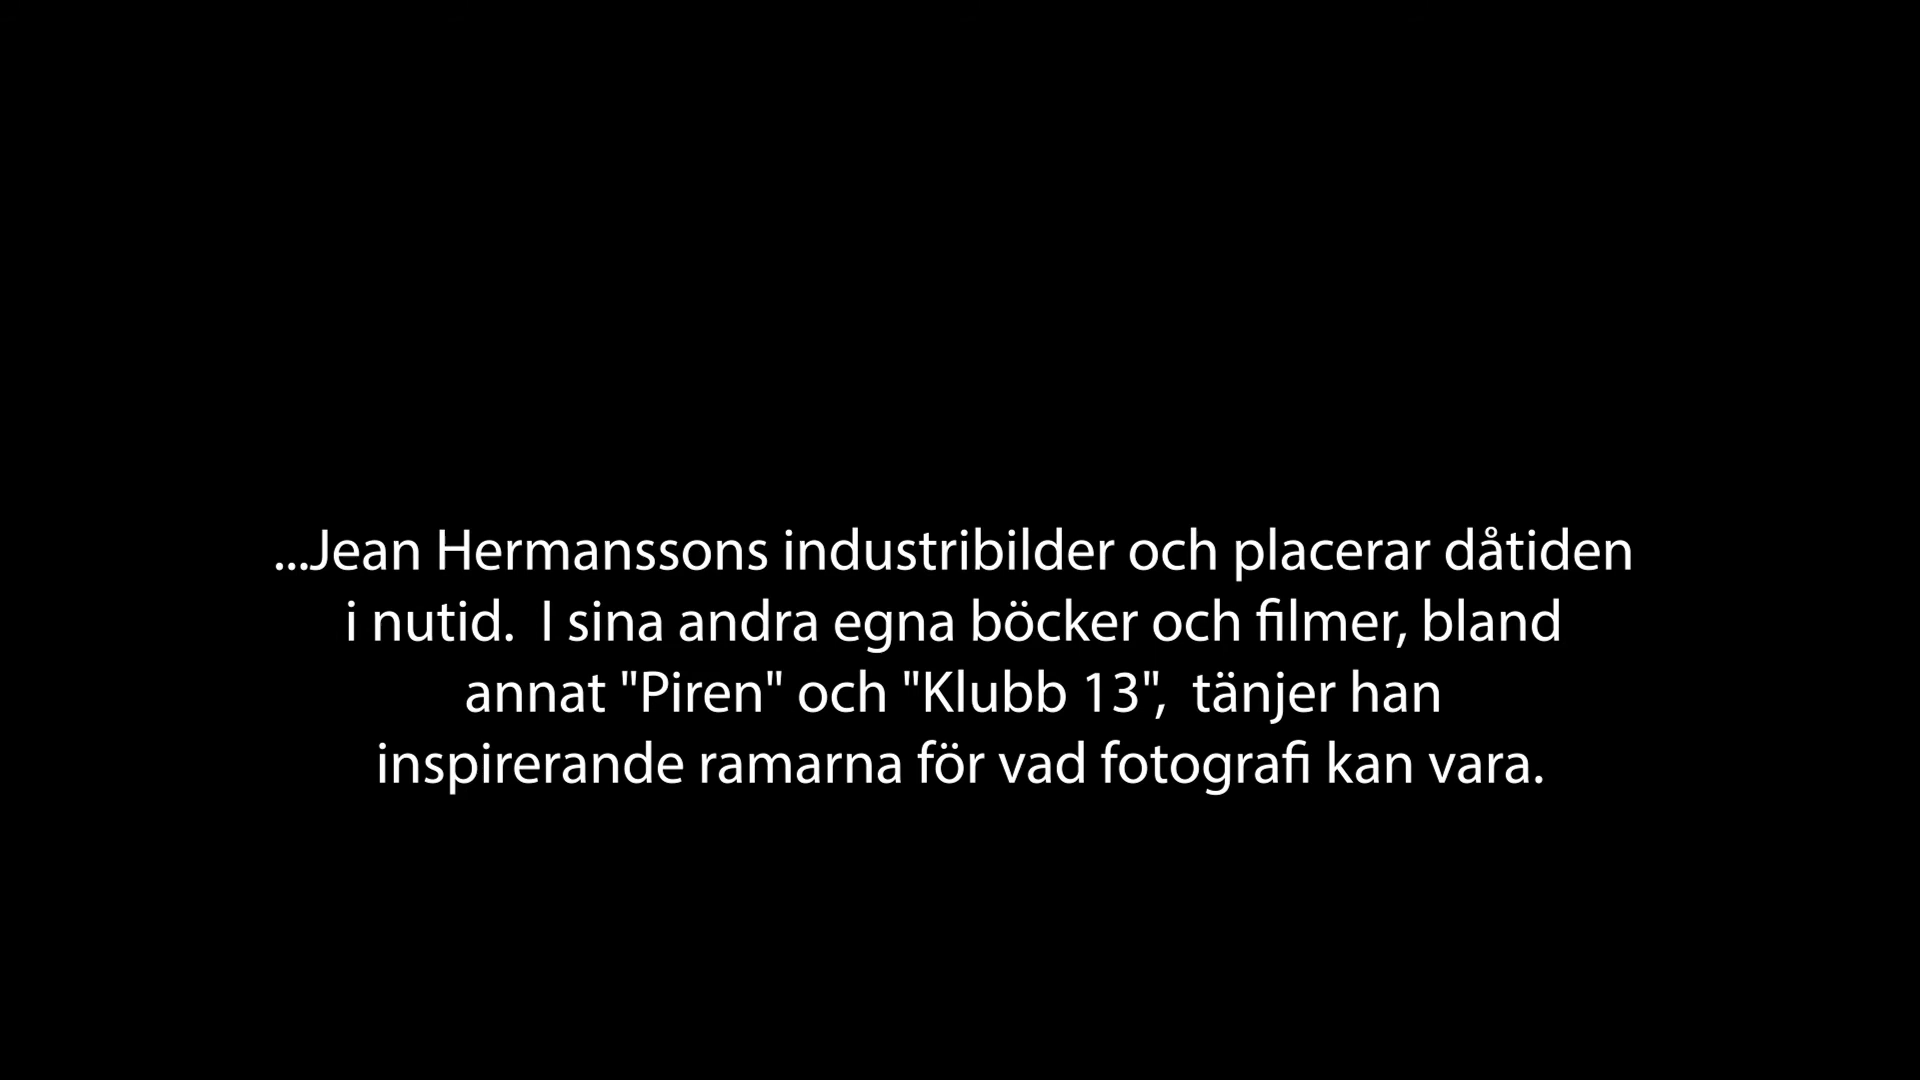 ...Jean Hermanssons industribilder och placerar dåtiden
i nutid.  I sina andra egna böcker och filmer, bland
annat "Piren" och "Klubb 13",  tänjer han
inspirerande ramarna för vad fotografi kan vara.